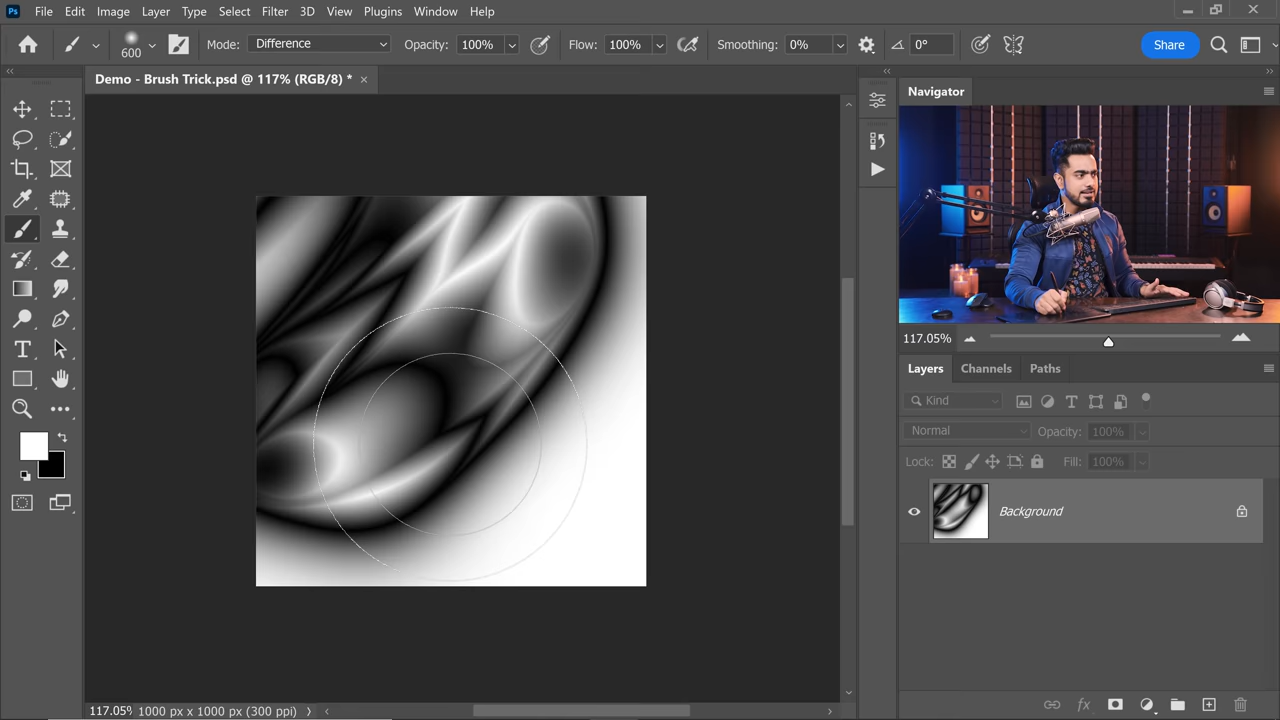 Ps File Edit Image Layer Type Select Filter 3D View Plugins Window Help
600 Mode: Difference Opacity: 100% Flow: 100% Smoothing: 0% 0° Share
Demo - Brush Trick.psd @ 117% (RGB/8) *
Navigator
117.05%
Layers Channels Paths
Kind
Normal Opacity: 100%
Lock: Fill: 100%
Background
117.05% 1000 px x 1000 px (300 ppi)